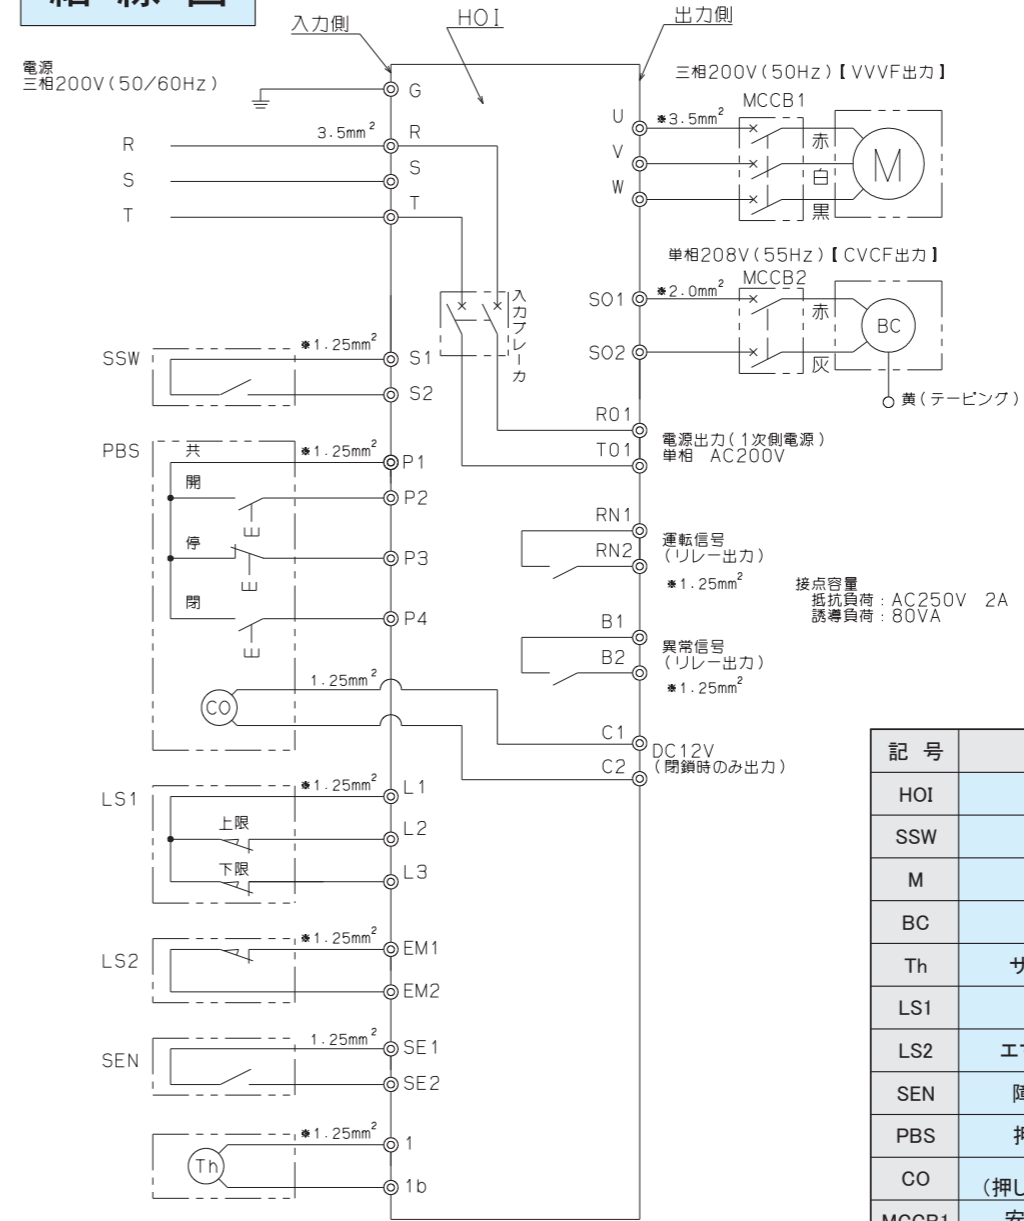 結線図
入力側
HOI
出力側
電源
三相200V(50/60Hz)
G
R
3.5mm²
R
S
S
T
T
入力ブレーカ
三相200V(50Hz)【VVVF出力】
MCCB1
U
※3.5mm²
赤
V
白
W
黒
M
単相208V(55Hz)【CVCF出力】
MCCB2
SO1
※2.0mm²
赤
BC
SO2
灰
黄(テーピング)
SSW
※1.25mm²
S1
S2
RO1
TO1
電源出力(1次側電源)
単相 AC200V
PBS
共
※1.25mm²
P1
開
P2
停
P3
閉
P4
RN1
RN2
運転信号
(リレー出力)
※1.25mm²
接点容量
抵抗負荷:AC250V 2A
誘導負荷:80VA
B1
B2
異常信号
(リレー出力)
※1.25mm²
1.25mm²
CO
C1
C2
DC12V
(閉鎖時のみ出力)
LS1
※1.25mm²
L1
上限
L2
下限
L3
LS2
※1.25mm²
EM1
EM2
SEN
1.25mm²
SE1
SE2
※1.25mm²
Th
1
1b
記号
HOI
SSW
M
BC
Th サ
LS1
LS2 エ
SEN 障
PBS 押
CO (押し
MCCB1 安